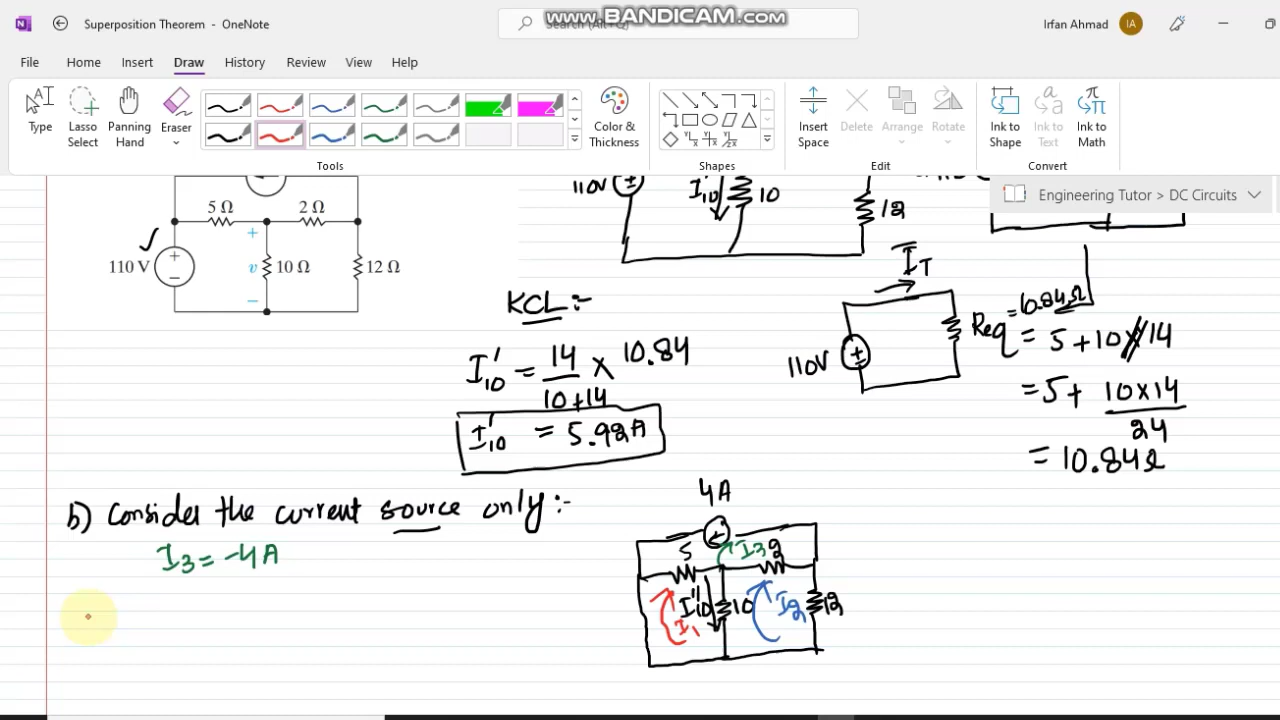 www.BANDICAM.com
Superposition Theorem - OneNote
Irfan Ahmad
IA
File Home Insert Draw History Review View Help
Type
Lasso Select
Panning Hand
Eraser
Color & Thickness
Insert Space
Delete
Arrange
Rotate
Ink to Shape
Ink to Text
Ink to Math
Tools
Shapes
Edit
Convert
Engineering Tutor > DC Circuits
5 Ω
2 Ω
110 V
+
−
+
v
−
10 Ω
12 Ω
110V
I'10
10
12
IT
110V
KCL:-
I'10 = 14/(10+14) × 10.84
I'10 = 5.92A
Req = 5 + 10//14
= 10.84Ω
= 5 + (10×14)/24
= 10.84Ω
b) Consider the current source only :-
I3 = -4A
4A
5
I3
2
I''10
10
I1
I2
12